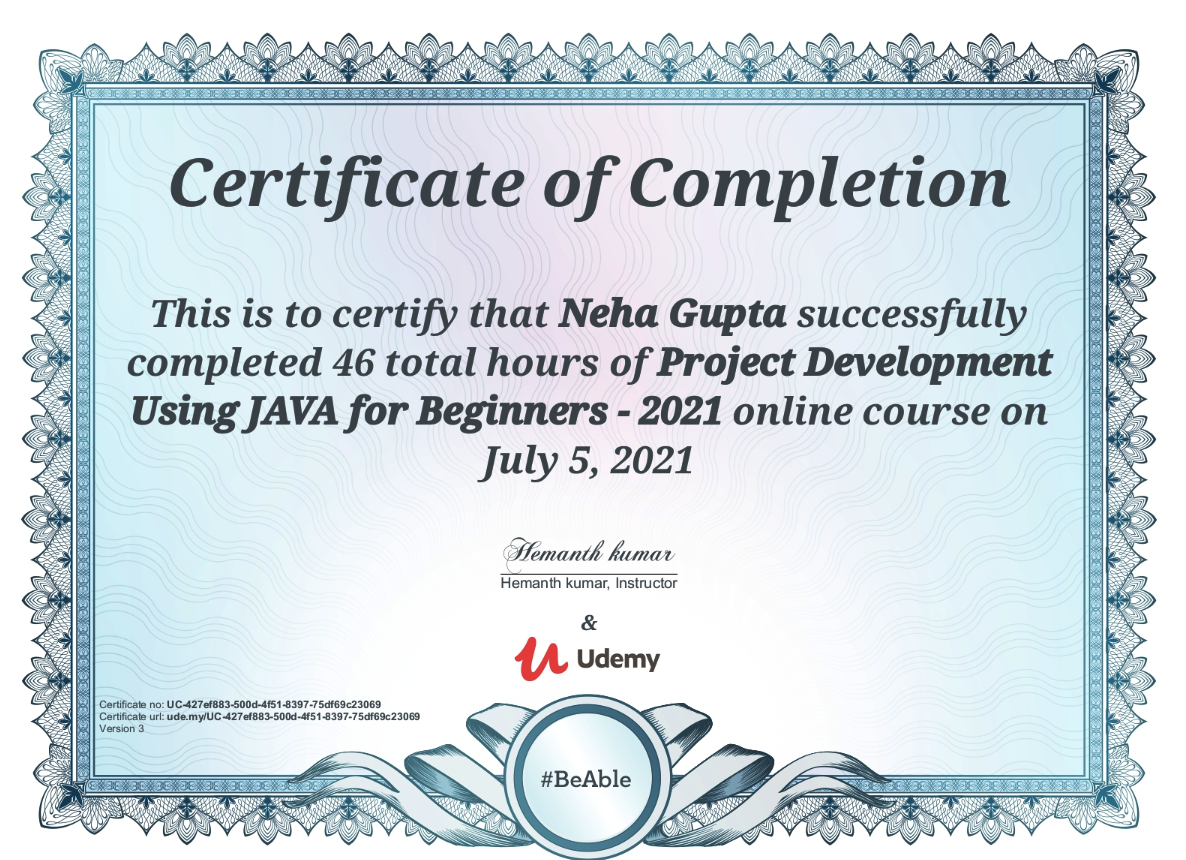 Certificate of Completion
This is to certify that Neha Gupta successfully
completed 46 total hours of Project Development
Using JAVA for Beginners - 2021 online course on
July 5, 2021
Hemanth kumar
Hemanth kumar, Instructor
&
Udemy
Certificate no: UC-427ef883-500d-4f51-8397-75df69c23069
Certificate url: ude.my/UC-427ef883-500d-4f51-8397-75df69c23069
Version 3
#BeAble